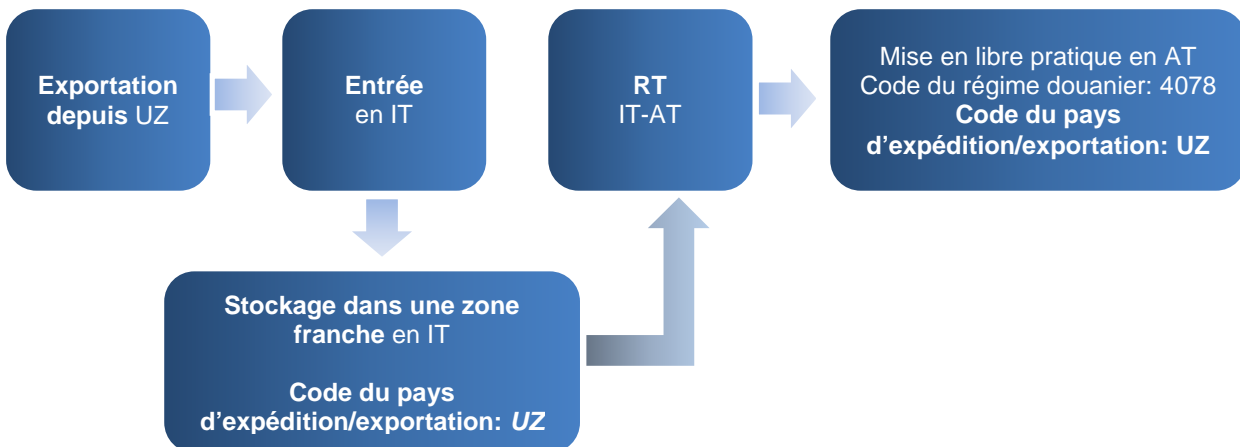 Exportation
depuis UZ
Entrée
en IT
Stockage dans une zone
franche en IT
Code du pays
d'expédition/exportation: UZ
RT
IT-AT
Mise en libre pratique en AT
Code du régime douanier: 4078
Code du pays
d'expédition/exportation: UZ